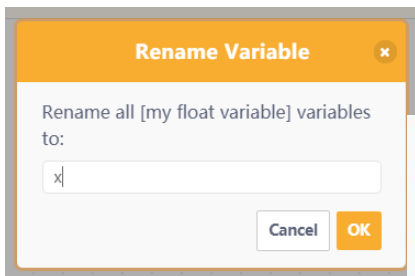 Rename Variable
Rename all [my float variable] variables
to:
x
Cancel OK